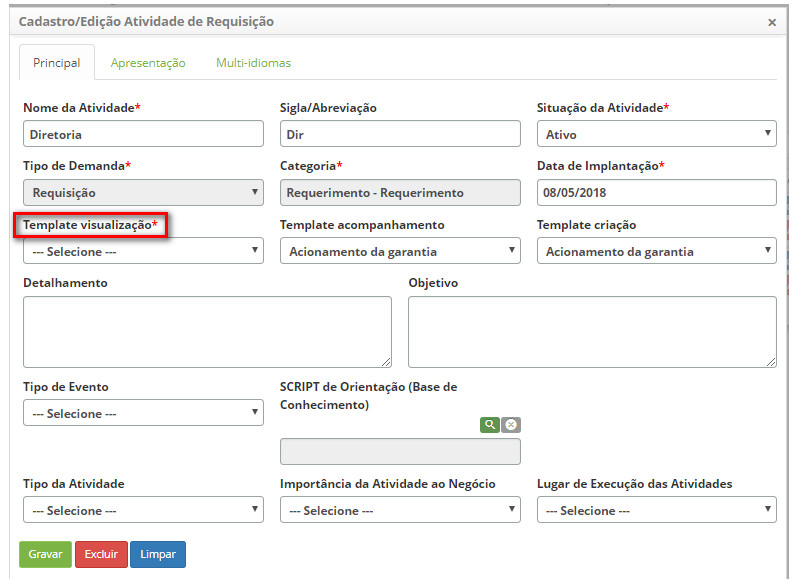 Cadastro/Edição Atividade de Requisição ×
Principal Apresentação Multi-idiomas
Nome da Atividade* Sigla/Abreviação Situação da Atividade*
Diretoria Dir Ativo
Tipo de Demanda* Categoria* Data de Implantação*
Requisição Requerimento - Requerimento 08/05/2018
Template visualização* Template acompanhamento Template criação
--- Selecione --- Acionamento da garantia Acionamento da garantia
Detalhamento Objetivo
Tipo de Evento SCRIPT de Orientação (Base de
Conhecimento)
--- Selecione ---
Tipo da Atividade Importância da Atividade ao Negócio Lugar de Execução das Atividades
--- Selecione --- --- Selecione --- --- Selecione ---
Gravar Excluir Limpar